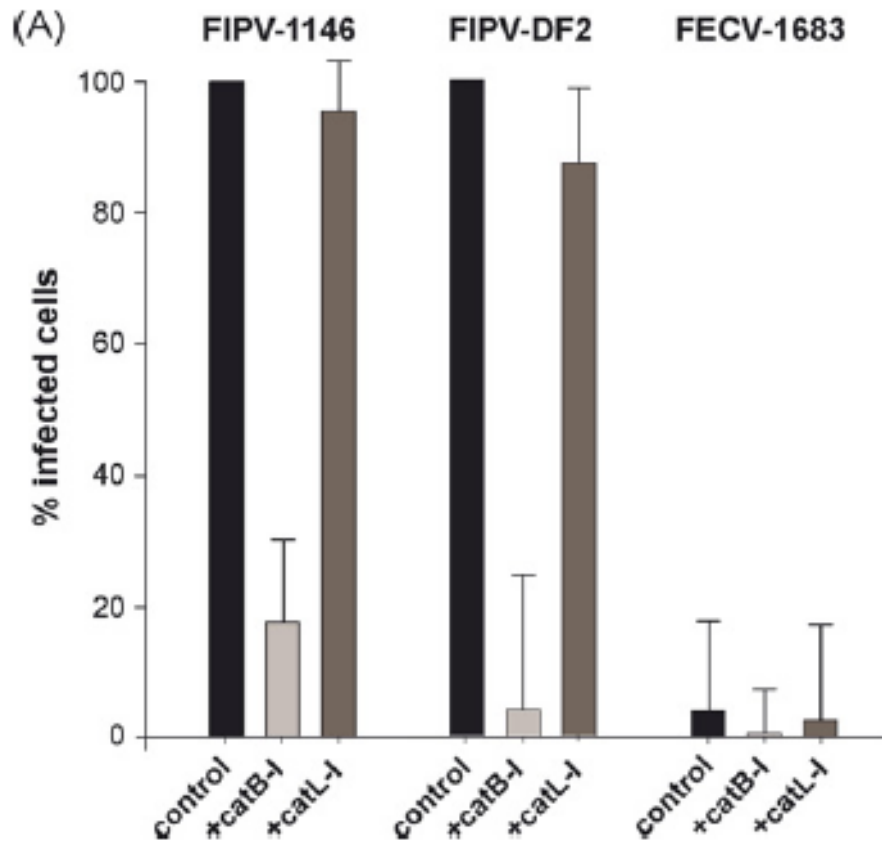 (A) FIPV-1146 FIPV-DF2 FECV-1683
100
80
60
40
20
0
% infected cells
control +catB-I +catL-I control +catB-I +catL-I control +catB-I +catL-I